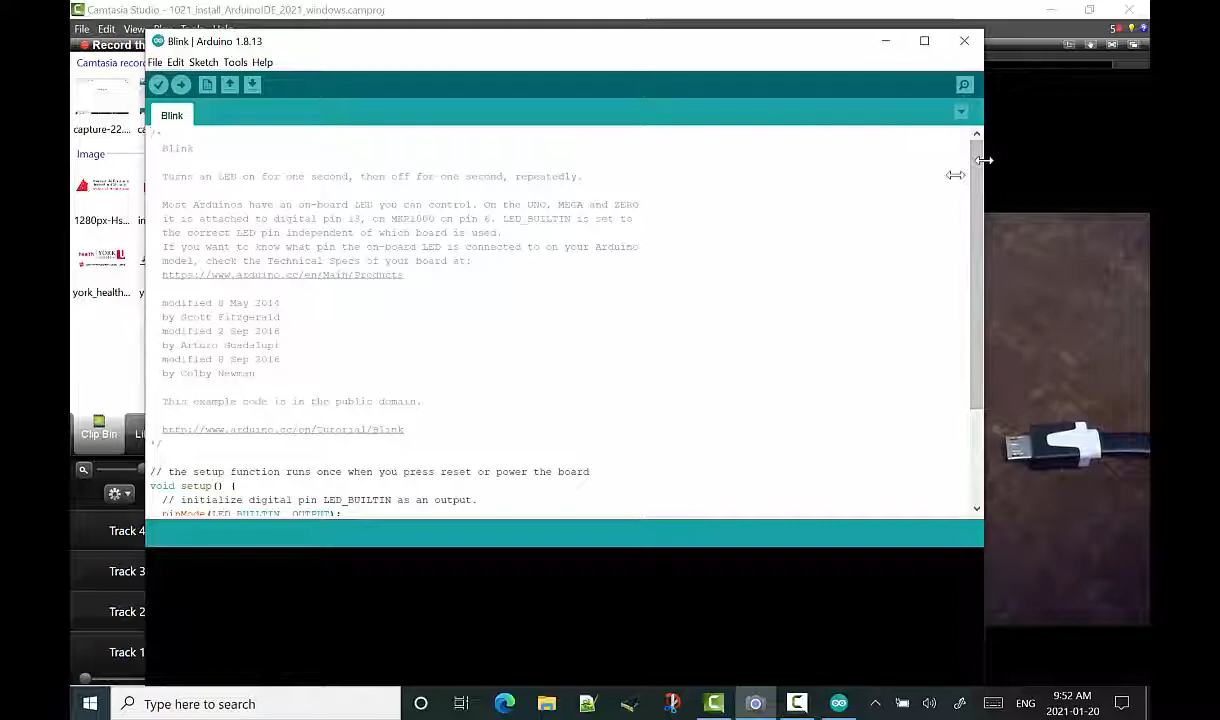 Camtasia Studio - 1021_install_ArduinoIDE_2021_windows.camproj
File Edit View
Record th
Camtasia record
capture-22....
Image
1280px-Hs...
york_health...
Clip Bin
Track 4
Track 3
Track 2
Track 1
Blink | Arduino 1.8.13
File Edit Sketch Tools Help
Blink
/*
Blink
Turns an LED on for one second, then off for one second, repeatedly.
Most Arduinos have an on-board LED you can control. On the UNO, MEGA and ZERO
it is attached to digital pin 13, on MKR1000 on pin 6. LED_BUILTIN is set to
the correct LED pin independent of which board is used.
If you want to know what pin the on-board LED is connected to on your Arduino
model, check the Technical Specs of your board at:
https://www.arduino.cc/en/Main/Products
modified 8 May 2014
by Scott Fitzgerald
modified 2 Sep 2016
by Arturo Guadalupi
modified 8 Sep 2016
by Colby Newman
This example code is in the public domain.
http://www.arduino.cc/en/Tutorial/Blink
*/
// the setup function runs once when you press reset or power the board
void setup() {
// initialize digital pin LED_BUILTIN as an output.
pinMode(LED_BUILTIN, OUTPUT);
Type here to search
ENG
9:52 AM
2021-01-20